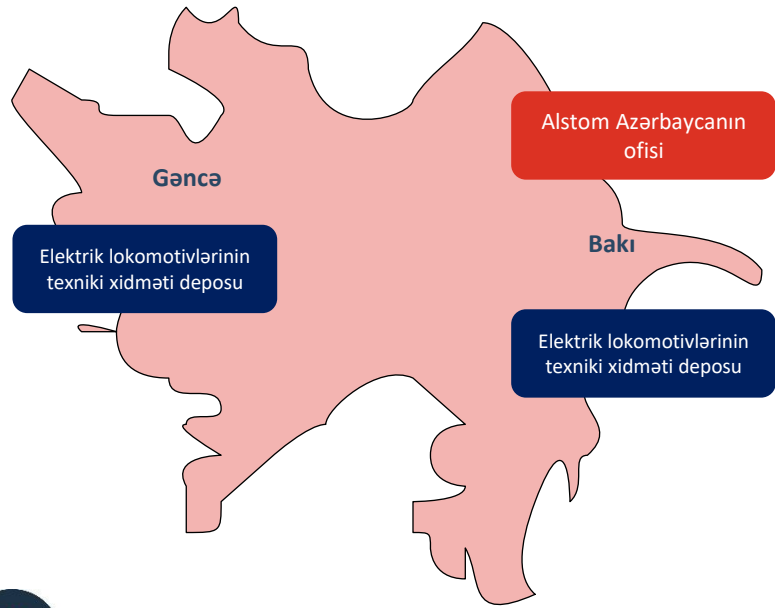 Alstom Azərbaycanın
ofisi
Gəncə
Elektrik lokomotivlərinin
texniki xidməti deposu
Bakı
Elektrik lokomotivlərinin
texniki xidməti deposu